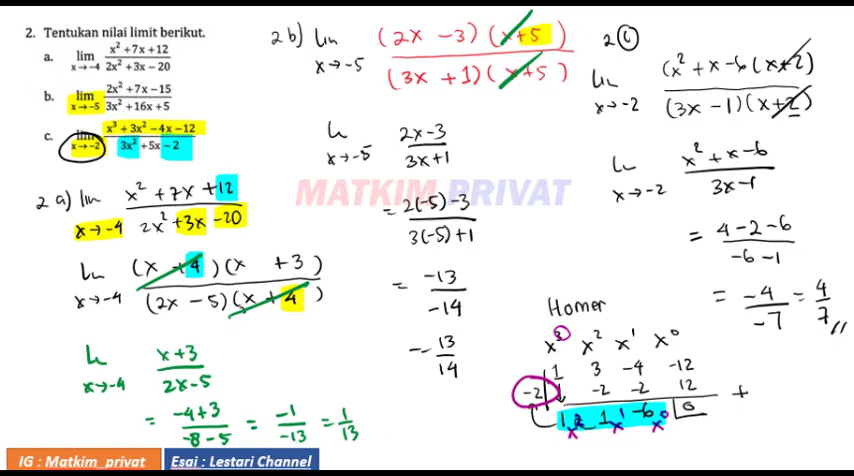 2. Tentukan nilai limit berikut.
a. lim x→-4 (x² + 7x + 12)/(2x² + 3x − 20)
b. lim x→-5 (2x² + 7x − 15)/(3x² + 16x + 5)
c. lim x→-2 (x³ + 3x² − 4x − 12)/(3x² + 5x − 2)
2 a) lim x→-4 (x² + 7x + 12)/(2x² + 3x − 20)
lim x→-4 (x + 4)(x + 3)/(2x − 5)(x + 4)
lim x→-4 (x+3)/(2x-5)
= (-4+3)/(-8-5) = -1/-13 = 1/13
2 b) lim x→-5 (2x − 3)(x+5)/(3x + 1)(x+5)
lim x→-5 (2x-3)/(3x+1)
= (2(-5)-3)/(3(-5)+1)
= -13/-14
= 13/14
2 c) lim x→-2 (x² + x - 6)(x+2)/(3x − 1)(x+2)
lim x→-2 (x² + x − 6)/(3x − 1)
= (4 − 2 − 6)/(-6 − 1)
= -4/-7 = 4/7 //
Homer
x³ x² x¹ x⁰
1 3 -4 -12
-2 -2 -2 12 +
1 1 -6 0
x² x¹ x⁰
MATKIM PRIVAT
IG : Matkim_privat
Esai : Lestari Channel